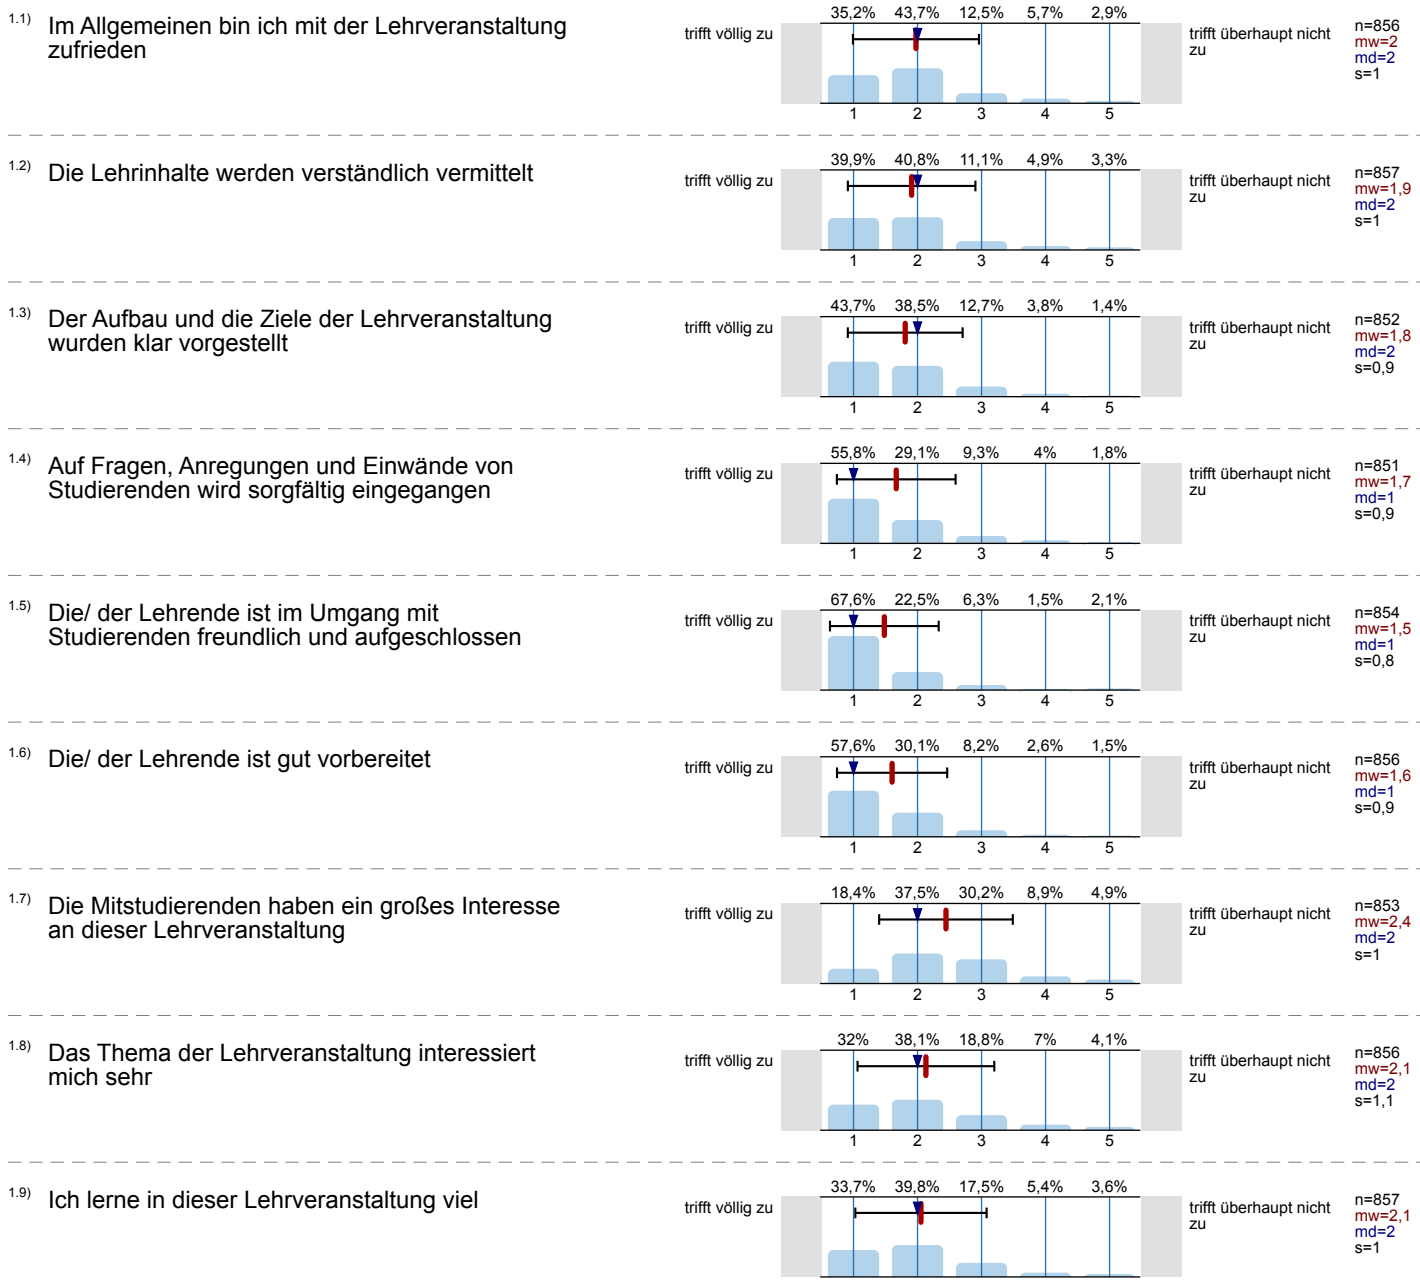 1.1) Im Allgemeinen bin ich mit der Lehrveranstaltung
zufrieden
trifft völlig zu
35,2% 43,7% 12,5% 5,7% 2,9%
1 2 3 4 5
trifft überhaupt nicht
zu
n=856
mw=2
md=2
s=1
1.2) Die Lehrinhalte werden verständlich vermittelt
trifft völlig zu
39,9% 40,8% 11,1% 4,9% 3,3%
1 2 3 4 5
trifft überhaupt nicht
zu
n=857
mw=1,9
md=2
s=1
1.3) Der Aufbau und die Ziele der Lehrveranstaltung
wurden klar vorgestellt
trifft völlig zu
43,7% 38,5% 12,7% 3,8% 1,4%
1 2 3 4 5
trifft überhaupt nicht
zu
n=852
mw=1,8
md=2
s=0,9
1.4) Auf Fragen, Anregungen und Einwände von
Studierenden wird sorgfältig eingegangen
trifft völlig zu
55,8% 29,1% 9,3% 4% 1,8%
1 2 3 4 5
trifft überhaupt nicht
zu
n=851
mw=1,7
md=1
s=0,9
1.5) Die/ der Lehrende ist im Umgang mit
Studierenden freundlich und aufgeschlossen
trifft völlig zu
67,6% 22,5% 6,3% 1,5% 2,1%
1 2 3 4 5
trifft überhaupt nicht
zu
n=854
mw=1,5
md=1
s=0,8
1.6) Die/ der Lehrende ist gut vorbereitet
trifft völlig zu
57,6% 30,1% 8,2% 2,6% 1,5%
1 2 3 4 5
trifft überhaupt nicht
zu
n=856
mw=1,6
md=1
s=0,9
1.7) Die Mitstudierenden haben ein großes Interesse
an dieser Lehrveranstaltung
trifft völlig zu
18,4% 37,5% 30,2% 8,9% 4,9%
1 2 3 4 5
trifft überhaupt nicht
zu
n=853
mw=2,4
md=2
s=1
1.8) Das Thema der Lehrveranstaltung interessiert
mich sehr
trifft völlig zu
32% 38,1% 18,8% 7% 4,1%
1 2 3 4 5
trifft überhaupt nicht
zu
n=856
mw=2,1
md=2
s=1,1
1.9) Ich lerne in dieser Lehrveranstaltung viel
trifft völlig zu
33,7% 39,8% 17,5% 5,4% 3,6%
trifft überhaupt nicht
zu
n=857
mw=2,1
md=2
s=1